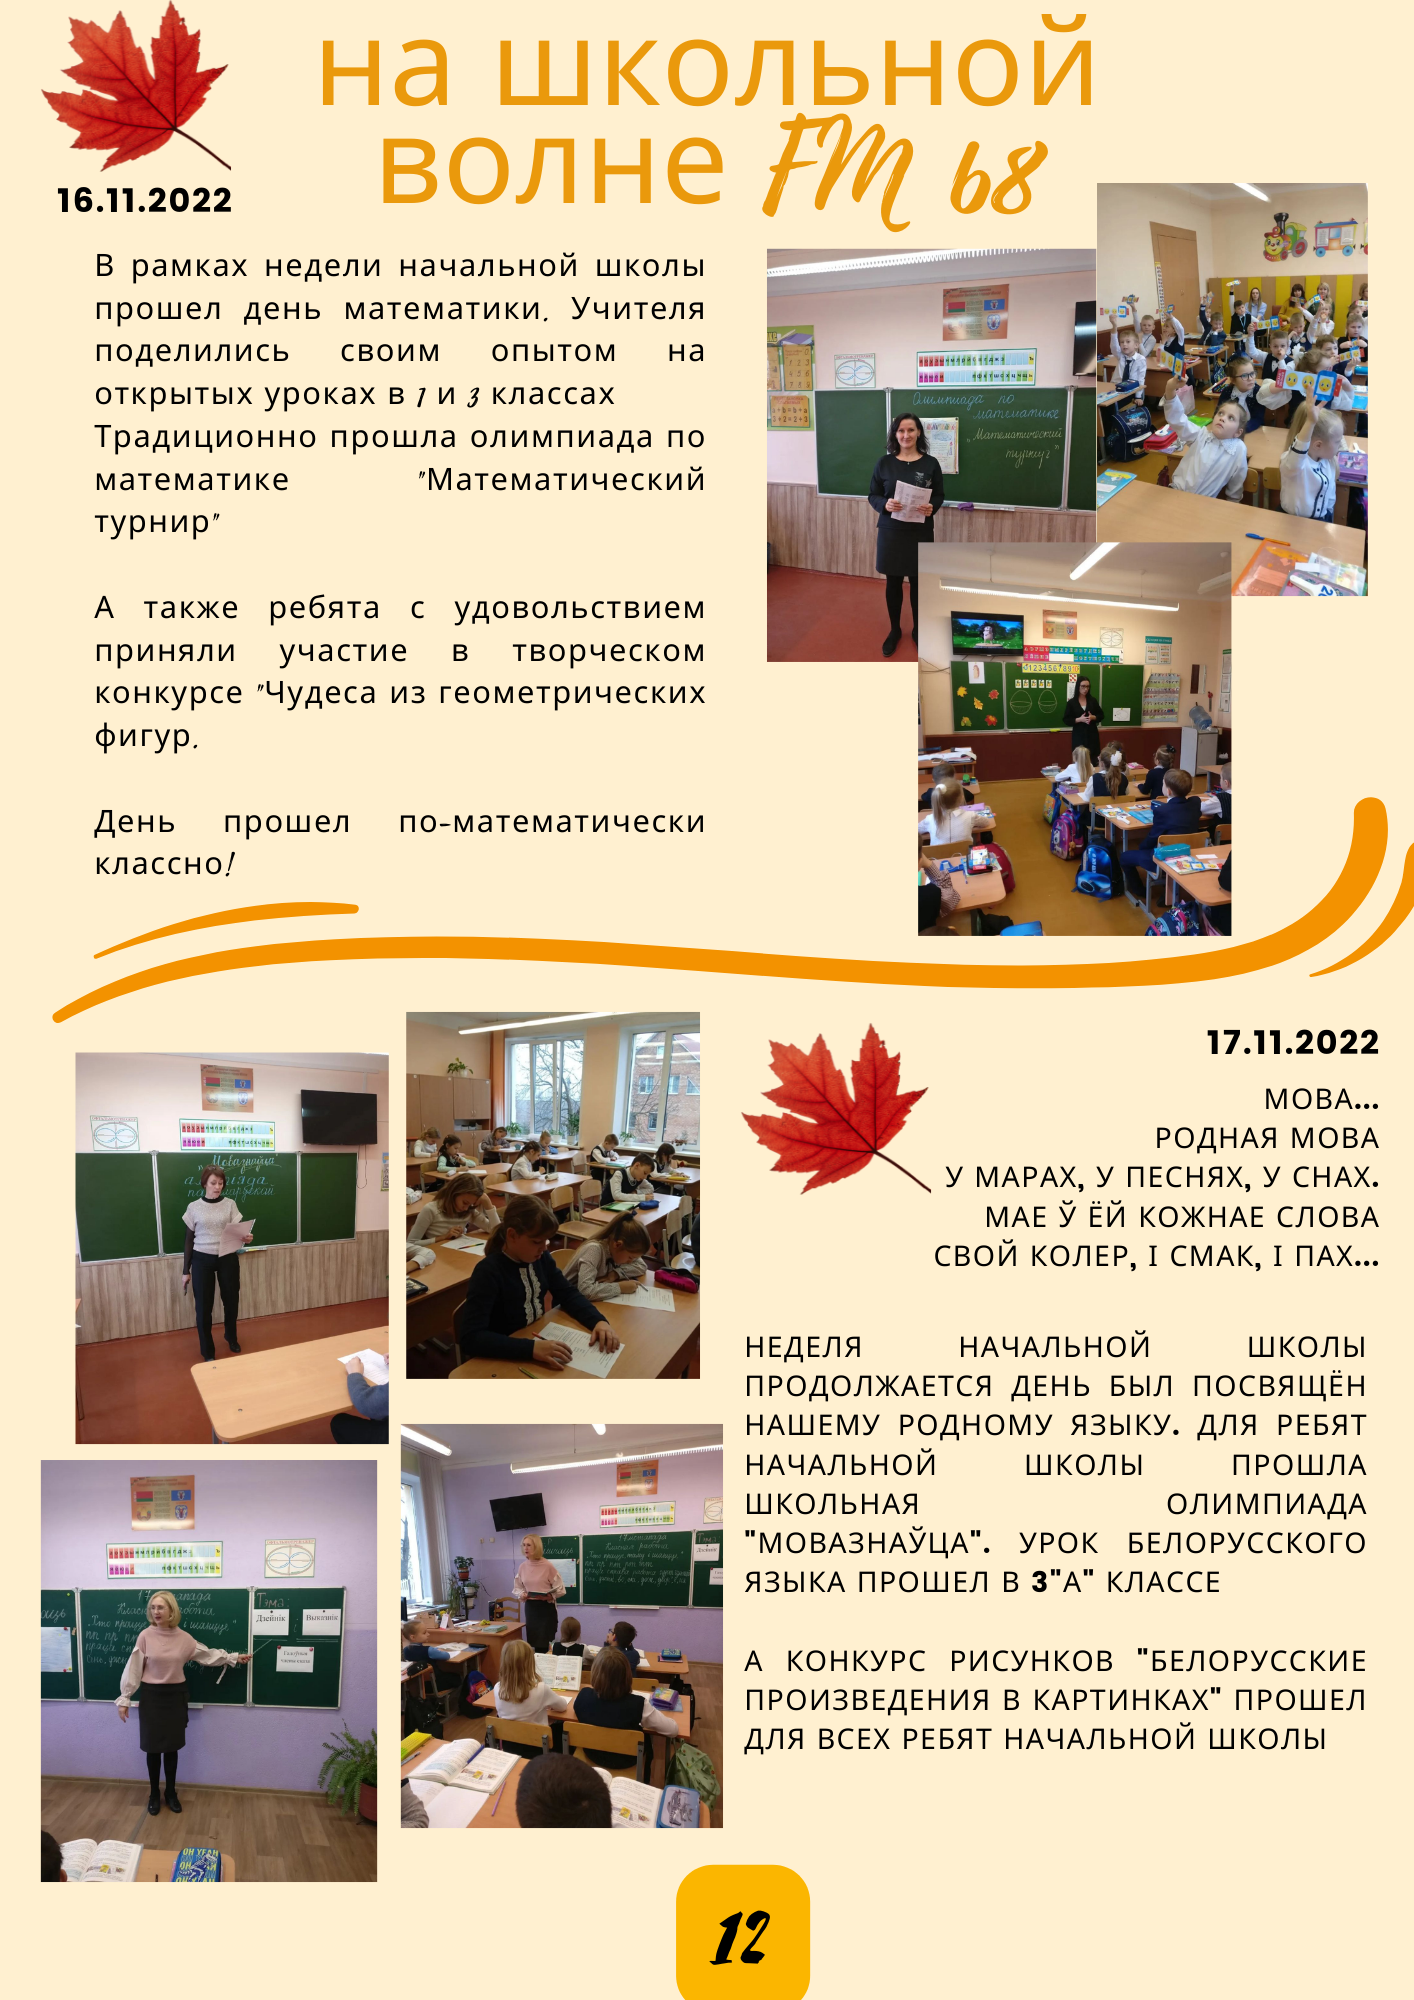 на школьной
волне FM 68
16.11.2022
В рамках недели начальной школы
прошел день математики. Учителя
поделились своим опытом на
открытых уроках в 1 и 3 классах
Традиционно прошла олимпиада по
математике "Математический
турнир"
А также ребята с удовольствием
приняли участие в творческом
конкурсе "Чудеса из геометрических
фигур.
День прошел по-математически
классно!
Олимпиада по
математике
"Математический
турнир"
17.11.2022
МОВА...
РОДНАЯ МОВА
У МАРАХ, У ПЕСНЯХ, У СНАХ.
МАЕ Ў ЁЙ КОЖНАЕ СЛОВА
СВОЙ КОЛЕР, І СМАК, І ПАХ...
НЕДЕЛЯ НАЧАЛЬНОЙ ШКОЛЫ
ПРОДОЛЖАЕТСЯ ДЕНЬ БЫЛ ПОСВЯЩЁН
НАШЕМУ РОДНОМУ ЯЗЫКУ. ДЛЯ РЕБЯТ
НАЧАЛЬНОЙ ШКОЛЫ ПРОШЛА
ШКОЛЬНАЯ ОЛИМПИАДА
"МОВАЗНАЎЦА". УРОК БЕЛОРУССКОГО
ЯЗЫКА ПРОШЕЛ В 3"А" КЛАССЕ
А КОНКУРС РИСУНКОВ "БЕЛОРУССКИЕ
ПРОИЗВЕДЕНИЯ В КАРТИНКАХ" ПРОШЕЛ
ДЛЯ ВСЕХ РЕБЯТ НАЧАЛЬНОЙ ШКОЛЫ
Мовазнаўца
Тэма:
Дзейнік
Выказнік
12